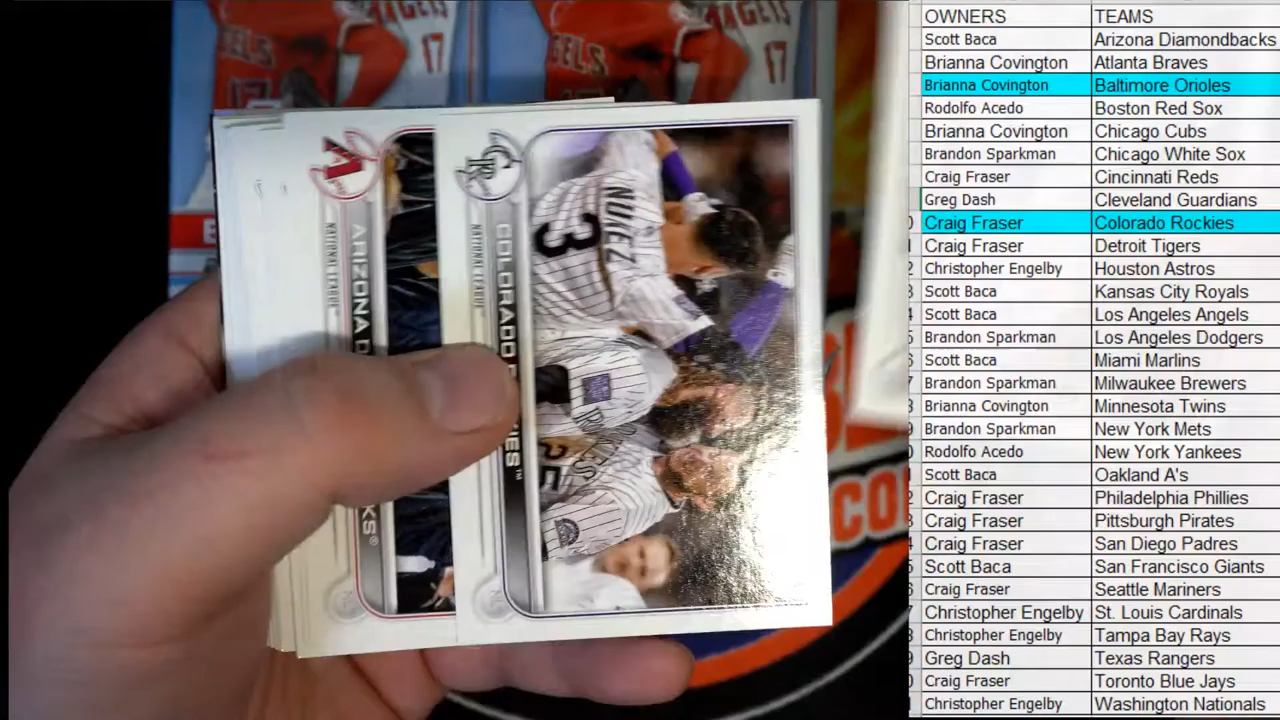 ANGELS
17
ELS
17
COLORADO
NATIONAL LEAGUE
NUÑEZ
3
ARIZONA D
KS®
NATIONAL LEAGUE
OWNERS TEAMS
Scott Baca Arizona Diamondbacks
Brianna Covington Atlanta Braves
Brianna Covington Baltimore Orioles
Rodolfo Acedo Boston Red Sox
Brianna Covington Chicago Cubs
Brandon Sparkman Chicago White Sox
Craig Fraser Cincinnati Reds
Greg Dash Cleveland Guardians
Craig Fraser Colorado Rockies
Craig Fraser Detroit Tigers
Christopher Engelby Houston Astros
Scott Baca Kansas City Royals
Scott Baca Los Angeles Angels
Brandon Sparkman Los Angeles Dodgers
Scott Baca Miami Marlins
Brandon Sparkman Milwaukee Brewers
Brianna Covington Minnesota Twins
Brandon Sparkman New York Mets
Rodolfo Acedo New York Yankees
Scott Baca Oakland A's
Craig Fraser Philadelphia Phillies
Craig Fraser Pittsburgh Pirates
Craig Fraser San Diego Padres
Scott Baca San Francisco Giants
Craig Fraser Seattle Mariners
Christopher Engelby St. Louis Cardinals
Christopher Engelby Tampa Bay Rays
Greg Dash Texas Rangers
Craig Fraser Toronto Blue Jays
Christopher Engelby Washington Nationals